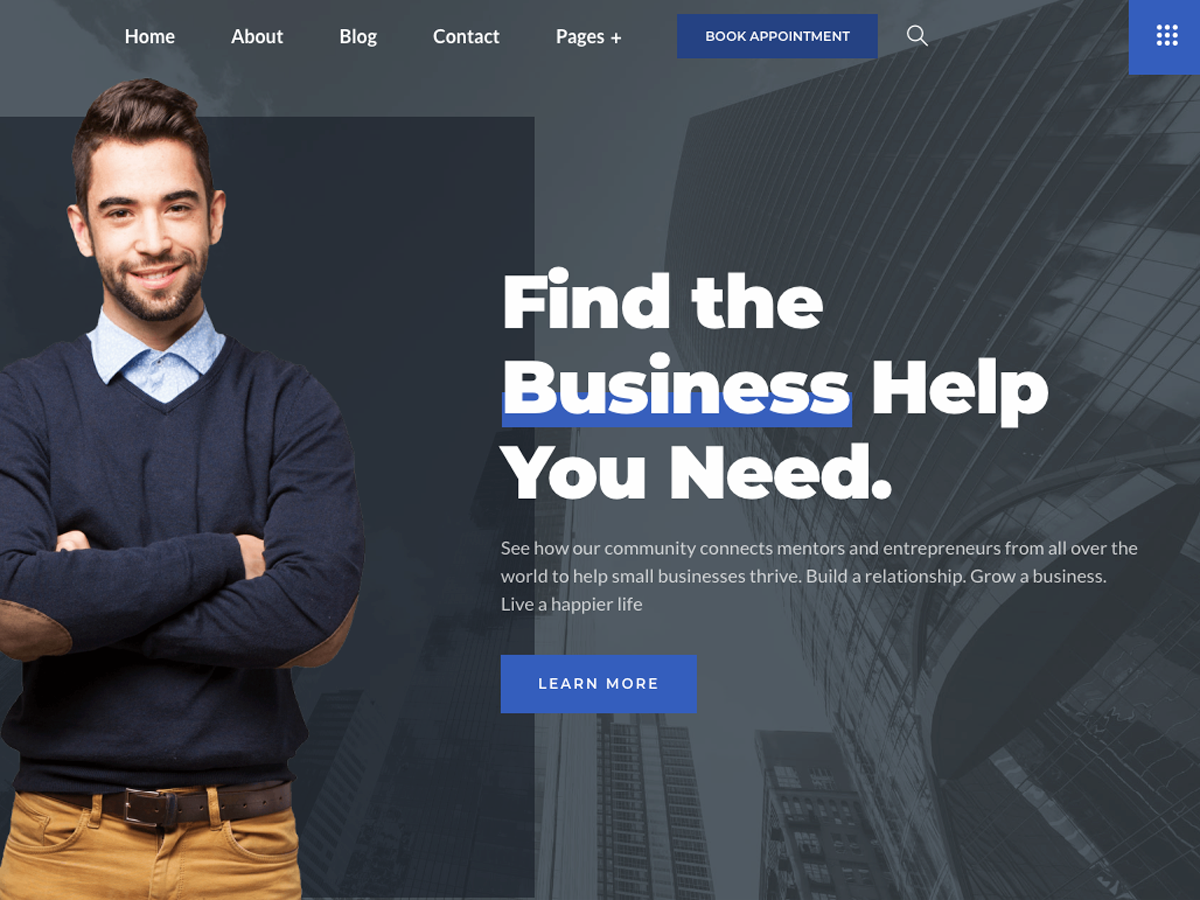 Home About Blog Contact Pages + BOOK APPOINTMENT
Find the
Business Help
You Need.
See how our community connects mentors and entrepreneurs from all over the
world to help small businesses thrive. Build a relationship. Grow a business.
Live a happier life
LEARN MORE